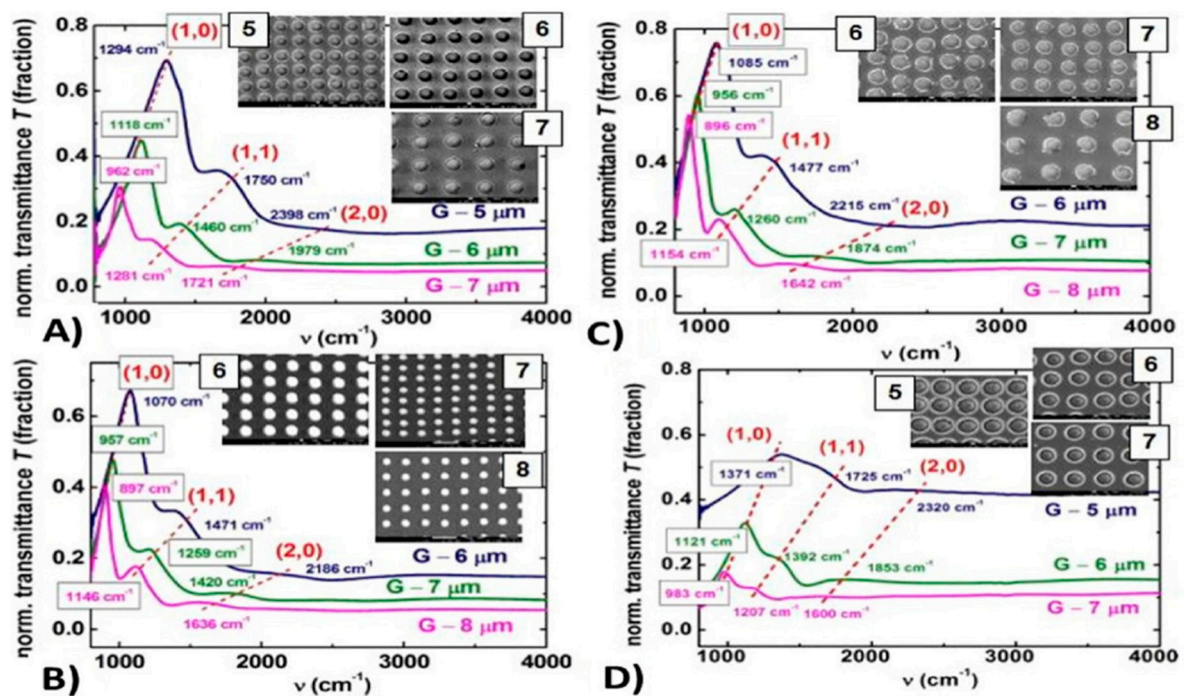 norm. transmittance T (fraction)
0.8
0.6
0.4
0.2
0.0
(1,0)
1294 cm⁻¹
5
6
7
1118 cm⁻¹
962 cm⁻¹
(1,1)
1750 cm⁻¹
2398 cm⁻¹
(2,0)
G – 5 μm
1460 cm⁻¹
1979 cm⁻¹
G – 6 μm
1281 cm⁻¹
1721 cm⁻¹
G – 7 μm
1000 2000 3000 4000
A)
ν (cm⁻¹)
norm. transmittance T (fraction)
0.8
0.6
0.4
0.2
0.0
(1,0)
6
7
8
1085 cm⁻¹
956 cm⁻¹
896 cm⁻¹
(1,1)
1477 cm⁻¹
2215 cm⁻¹
(2,0)
G – 6 μm
1260 cm⁻¹
1874 cm⁻¹
G – 7 μm
1154 cm⁻¹
1642 cm⁻¹
G – 8 μm
1000 2000 3000 4000
C)
ν (cm⁻¹)
norm. transmittance T (fraction)
0.6
0.4
0.2
0.0
(1,0)
6
7
8
1070 cm⁻¹
957 cm⁻¹
897 cm⁻¹
(1,1)
1471 cm⁻¹
2186 cm⁻¹
(2,0)
G – 6 μm
1259 cm⁻¹
1420 cm⁻¹
G – 7 μm
1146 cm⁻¹
1636 cm⁻¹
G – 8 μm
1000 2000 3000 4000
B)
ν (cm⁻¹)
norm. transmittance T (fraction)
0.8
0.6
0.4
0.2
0.0
5
6
7
(1,0)
1371 cm⁻¹
(1,1)
1725 cm⁻¹
(2,0)
2320 cm⁻¹
G – 5 μm
1121 cm⁻¹
1392 cm⁻¹
1853 cm⁻¹
G – 6 μm
983 cm⁻¹
1207 cm⁻¹
1600 cm⁻¹
G – 7 μm
1000 2000 3000 4000
D)
ν (cm⁻¹)